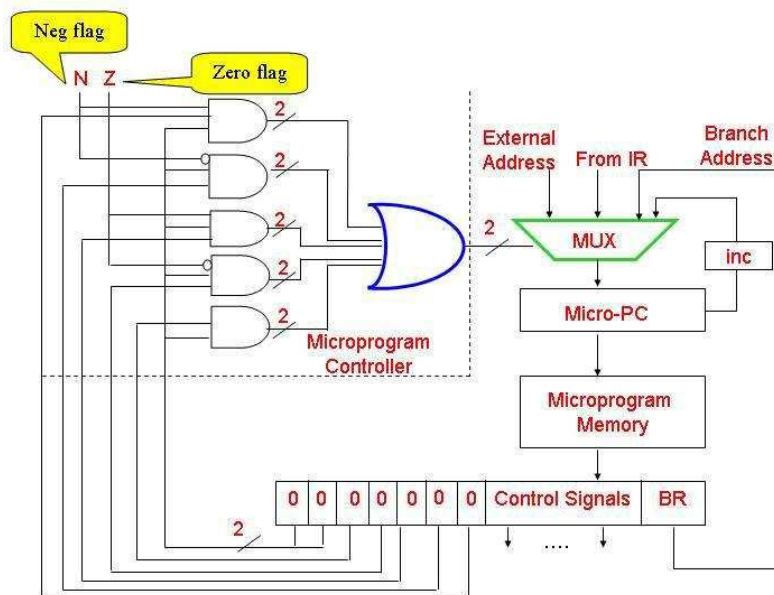 Neg flag
N Z
Zero flag
2
2
2
2
2
Microprogram
Controller
2
External
Address
From IR
Branch
Address
MUX
inc
Micro-PC
Microprogram
Memory
0 0 0 0 0 0 0 Control Signals BR
2
....